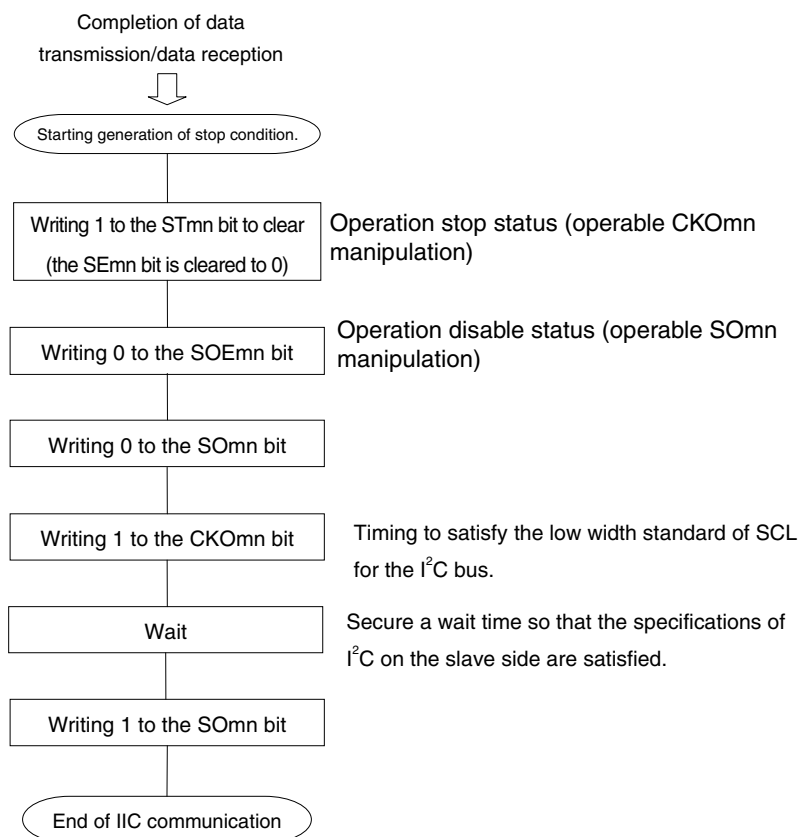 Completion of data
transmission/data reception
Starting generation of stop condition.
Writing 1 to the STmn bit to clear
(the SEmn bit is cleared to 0)
Operation stop status (operable CKOmn
manipulation)
Writing 0 to the SOEmn bit
Operation disable status (operable SOmn
manipulation)
Writing 0 to the SOmn bit
Writing 1 to the CKOmn bit
Timing to satisfy the low width standard of SCL
for the I²C bus.
Wait
Secure a wait time so that the specifications of
I²C on the slave side are satisfied.
Writing 1 to the SOmn bit
End of IIC communication